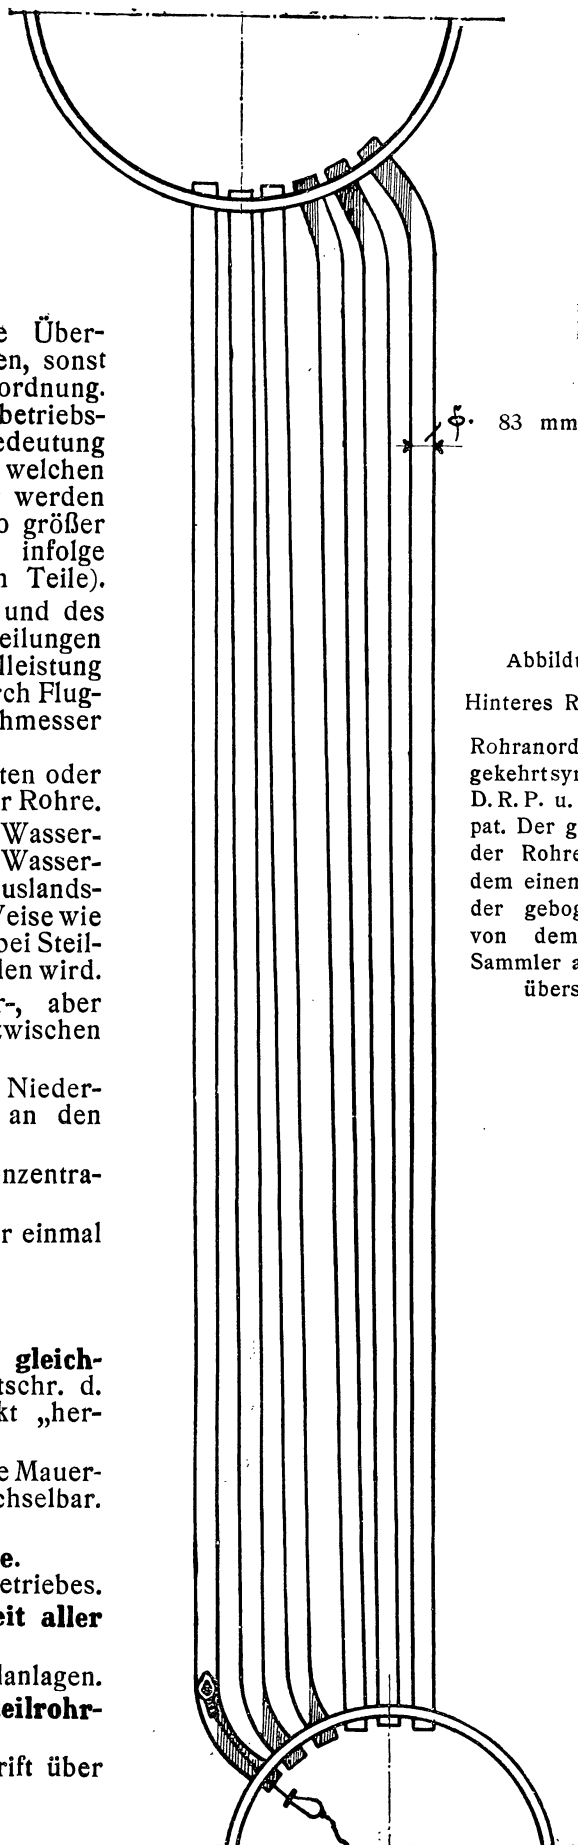 e Über-
en, sonst
ordnung.
betriebs-
edeutung
welchen
werden
o größer
infolge
n Teile).
und des
eilungen
lleistung
rch Flug-
hmesser
ten oder
r Rohre.
Wasser-
Wasser-
uslands-
Veise wie
bei Steil-
den wird.
r-, aber
zwischen
Nieder-
an den
nzentra-
r einmal
gleich-
tschr. d.
kt „her-
e Mauer-
chselbar.
e.
etriebes.
eit aller
lanlagen.
eilrohr-
rift über
83 mm
Abbildu
Hinteres R
Rohranord
gekehrtsyn
D. R. P. u.
pat. Der g
der Rohre
dem einem
der gebog
von dem
Sammler a
übers